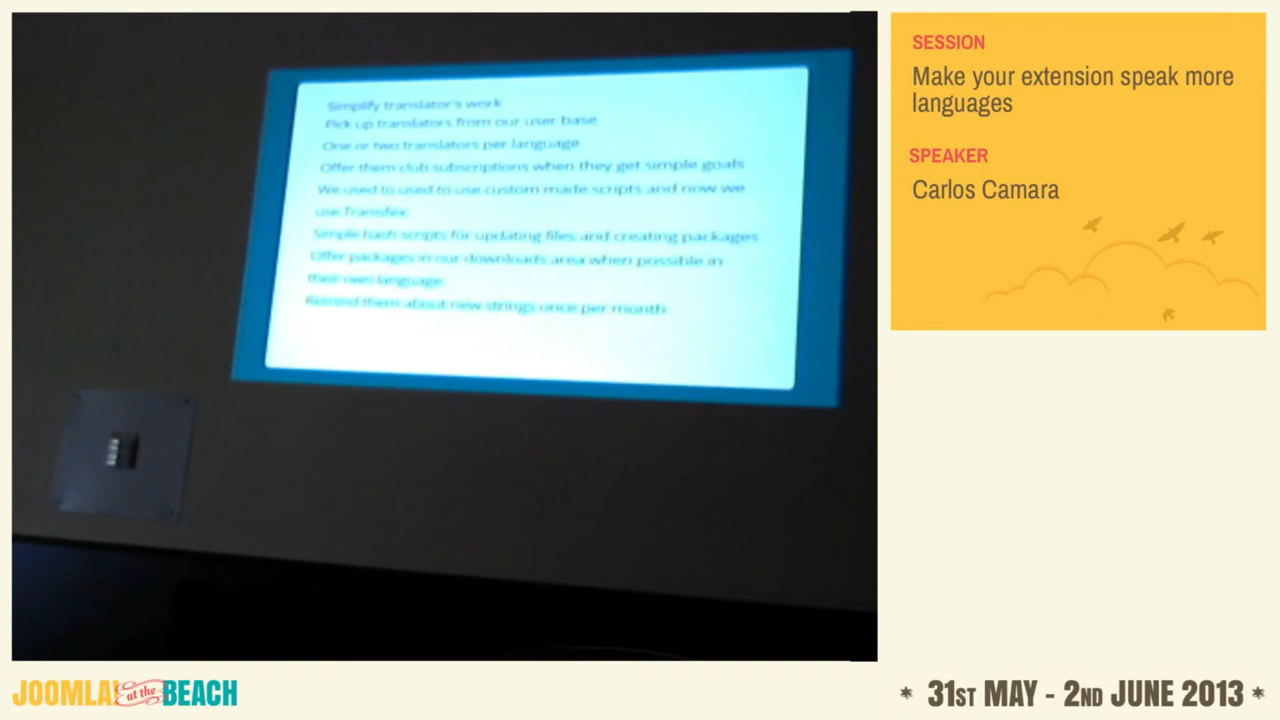 Simplify translator's work
Pick up translators from our user base
One or two translators per language
Offer them club subscriptions when they get simple goals
We used to used to use custom made scripts and now we
use Transifex
Simple bash scripts for updating files and creating packages
Offer packages in our downloads area when possible in
their own language
Remind them about new strings once per month
SESSION
Make your extension speak more
languages
SPEAKER
Carlos Camara
JOOMLA! at the BEACH
* 31ST MAY - 2ND JUNE 2013 *